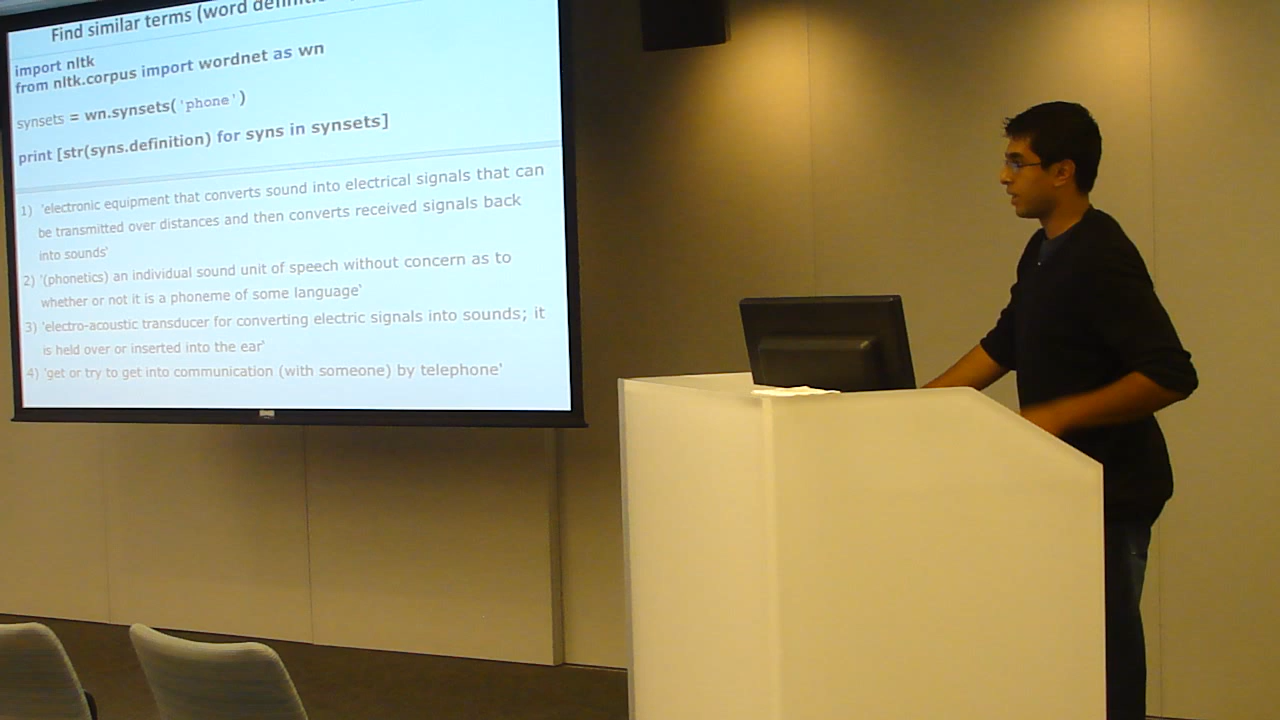 Find similar terms (word
import nltk
from nltk.corpus import wordnet as wn
synsets = wn.synsets('phone')
print [str(syns.definition) for syns in synsets]
1) 'electronic equipment that converts sound into electrical signals that can
be transmitted over distances and then converts received signals back
into sounds'
2) '(phonetics) an individual sound unit of speech without concern as to
whether or not it is a phoneme of some language'
3) 'electro-acoustic transducer for converting electric signals into sounds; it
is held over or inserted into the ear'
4) 'get or try to get into communication (with someone) by telephone'